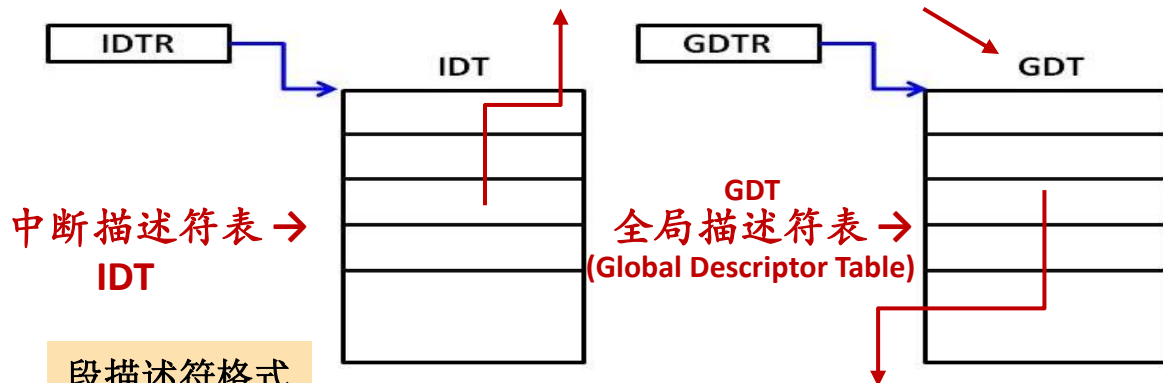 IDTR
GDTR
IDT
GDT
中断描述符表→
IDT
GDT
全局描述符表→
(Global Descriptor Table)
段描述符格式